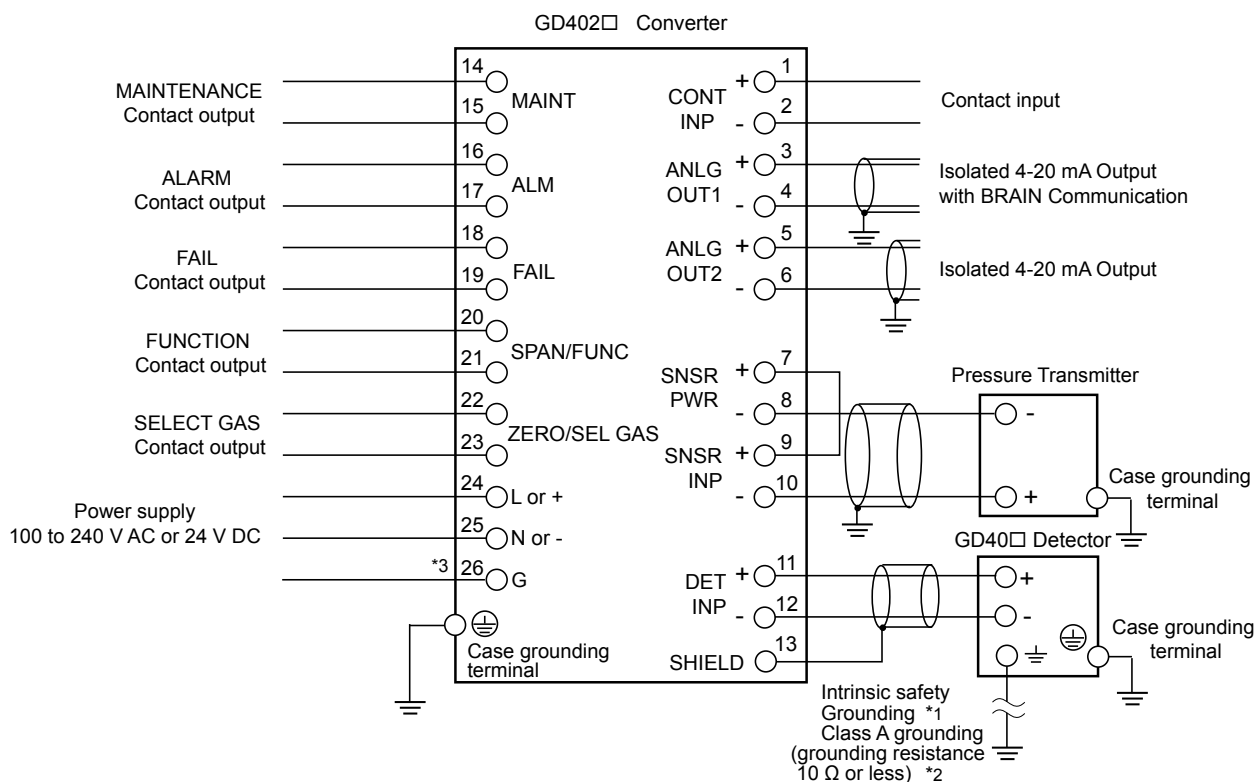 GD402□ Converter
MAINTENANCE
Contact output
14
15
MAINT
ALARM
Contact output
16
17
ALM
FAIL
Contact output
18
19
FAIL
FUNCTION
Contact output
20
21
SPAN/FUNC
SELECT GAS
Contact output
22
23
ZERO/SEL GAS
Power supply
100 to 240 V AC or 24 V DC
24
L or +
25
N or -
*3 26
G
Case grounding
terminal
CONT
INP
+ 1
- 2
Contact input
ANLG
OUT1
+ 3
- 4
Isolated 4-20 mA Output
with BRAIN Communication
ANLG
OUT2
+ 5
- 6
Isolated 4-20 mA Output
SNSR
PWR
+ 7
- 8
SNSR
INP
+ 9
- 10
Pressure Transmitter
-
+
Case grounding
terminal
GD40□ Detector
DET
INP
+ 11
- 12
SHIELD
13
+
-
Case grounding
terminal
Intrinsic safety
Grounding *1
Class A grounding
(grounding resistance
10 Ω or less) *2